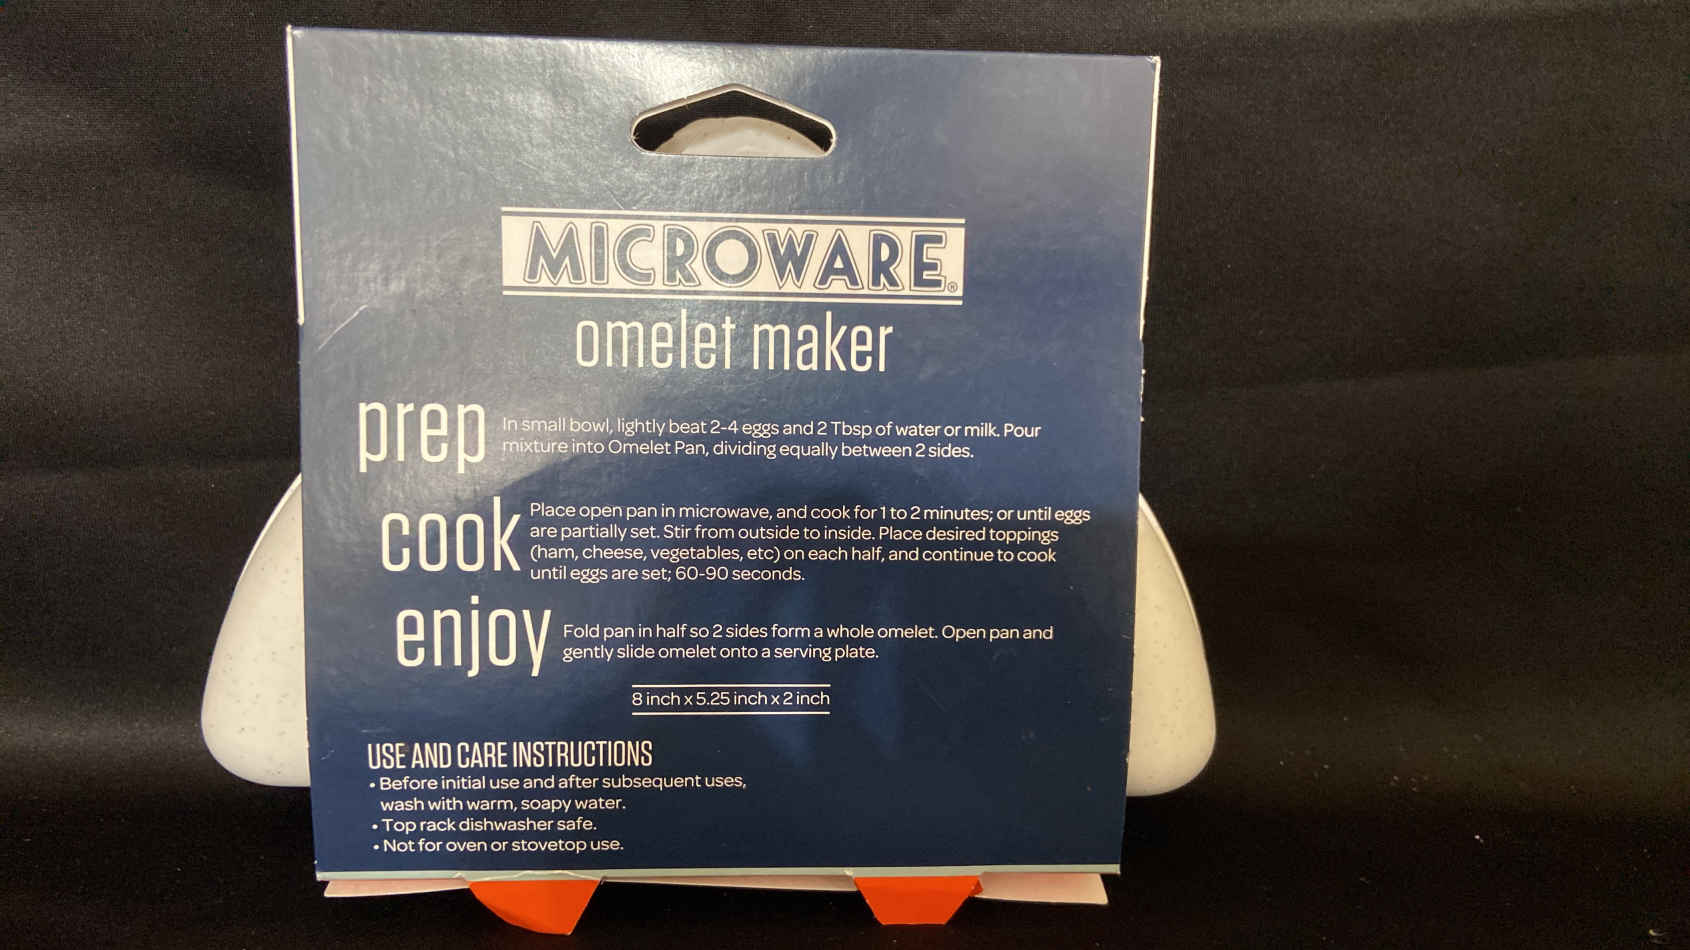 MICROWARE®
omelet maker
prep
In small bowl, lightly beat 2-4 eggs and 2 Tbsp of water or milk. Pour
mixture into Omelet Pan, dividing equally between 2 sides.
cook
Place open pan in microwave, and cook for 1 to 2 minutes; or until eggs
are partially set. Stir from outside to inside. Place desired toppings
(ham, cheese, vegetables, etc) on each half, and continue to cook
until eggs are set; 60-90 seconds.
enjoy
Fold pan in half so 2 sides form a whole omelet. Open pan and
gently slide omelet onto a serving plate.
8 inch x 5.25 inch x 2 inch
USE AND CARE INSTRUCTIONS
• Before initial use and after subsequent uses,
wash with warm, soapy water.
• Top rack dishwasher safe.
• Not for oven or stovetop use.